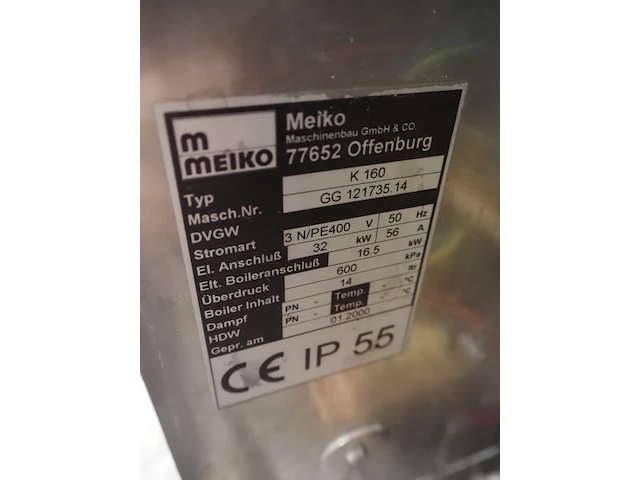 m
MEIKO
Meiko
Maschinenbau GmbH & CO.
77652 Offenburg
Typ K 160
Masch.Nr. GG 121735.14
DVGW
Stromart 3 N/PE400 V 50 Hz
El. Anschluß 32 kW 56 A
Elt. Boileranschluß 16.5 kW
Überdruck 600 kPa
Boiler Inhalt 14 ltr
Dampf PN - Temp. - °C
HDW PN - Temp. - °C
Gepr. am 01.2000
CE IP 55